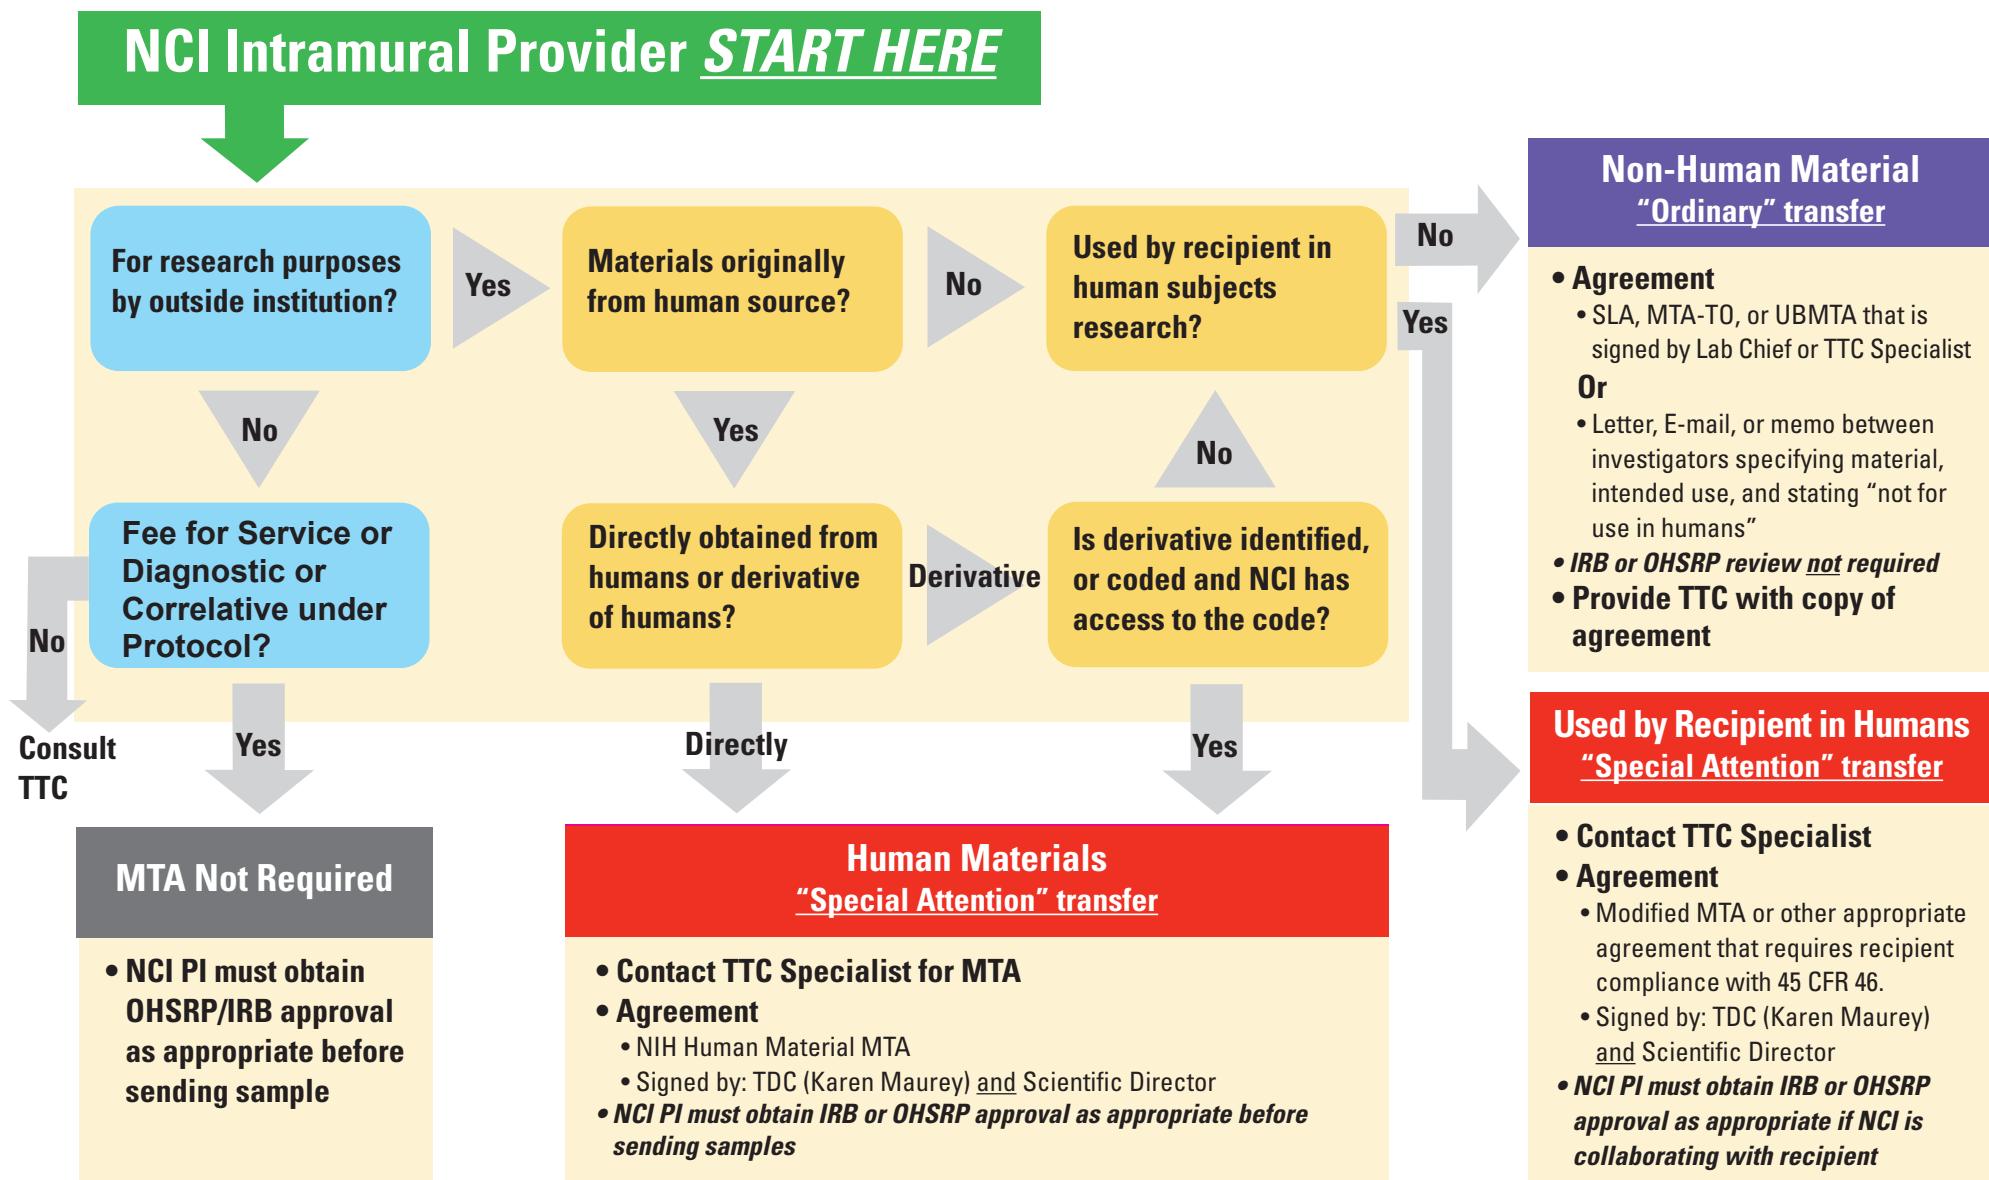 NCI Intramural Provider START HERE
For research purposes
by outside institution?
Yes
Materials originally
from human source?
No
Used by recipient in
human subjects
research?
No
Yes
No
Yes
No
Fee for Service or
Diagnostic or
Correlative under
Protocol?
Directly obtained from
humans or derivative
of humans?
Derivative
Is derivative identified,
or coded and NCI has
access to the code?
No
Consult
TTC
Yes
Directly
Yes
MTA Not Required
• NCI PI must obtain
OHSRP/IRB approval
as appropriate before
sending sample
Human Materials
“Special Attention” transfer
• Contact TTC Specialist for MTA
• Agreement
• NIH Human Material MTA
• Signed by: TDC (Karen Maurey) and Scientific Director
• NCI PI must obtain IRB or OHSRP approval as appropriate before
sending samples
Non-Human Material
“Ordinary” transfer
• Agreement
• SLA, MTA-TO, or UBMTA that is
signed by Lab Chief or TTC Specialist
Or
• Letter, E-mail, or memo between
investigators specifying material,
intended use, and stating “not for
use in humans”
• IRB or OHSRP review not required
• Provide TTC with copy of
agreement
Used by Recipient in Humans
“Special Attention” transfer
• Contact TTC Specialist
• Agreement
• Modified MTA or other appropriate
agreement that requires recipient
compliance with 45 CFR 46.
• Signed by: TDC (Karen Maurey)
and Scientific Director
• NCI PI must obtain IRB or OHSRP
approval as appropriate if NCI is
collaborating with recipient